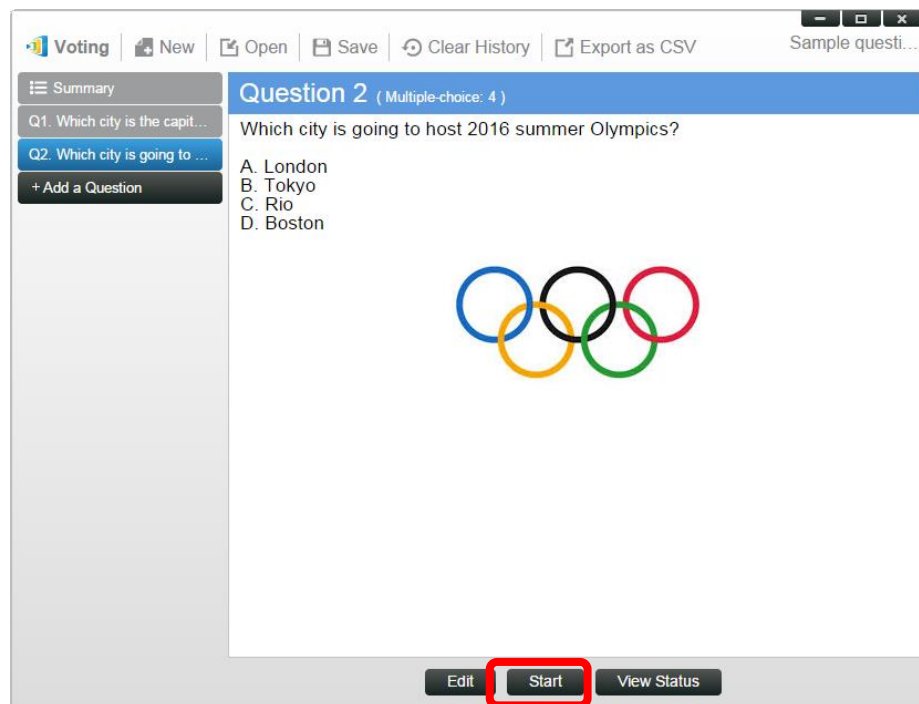 Voting New Open Save Clear History Export as CSV Sample questi...
Summary
Q1. Which city is the capit...
Q2. Which city is going to ...
+ Add a Question
Question 2 ( Multiple-choice: 4 )
Which city is going to host 2016 summer Olympics?
A. London
B. Tokyo
C. Rio
D. Boston
Edit Start View Status